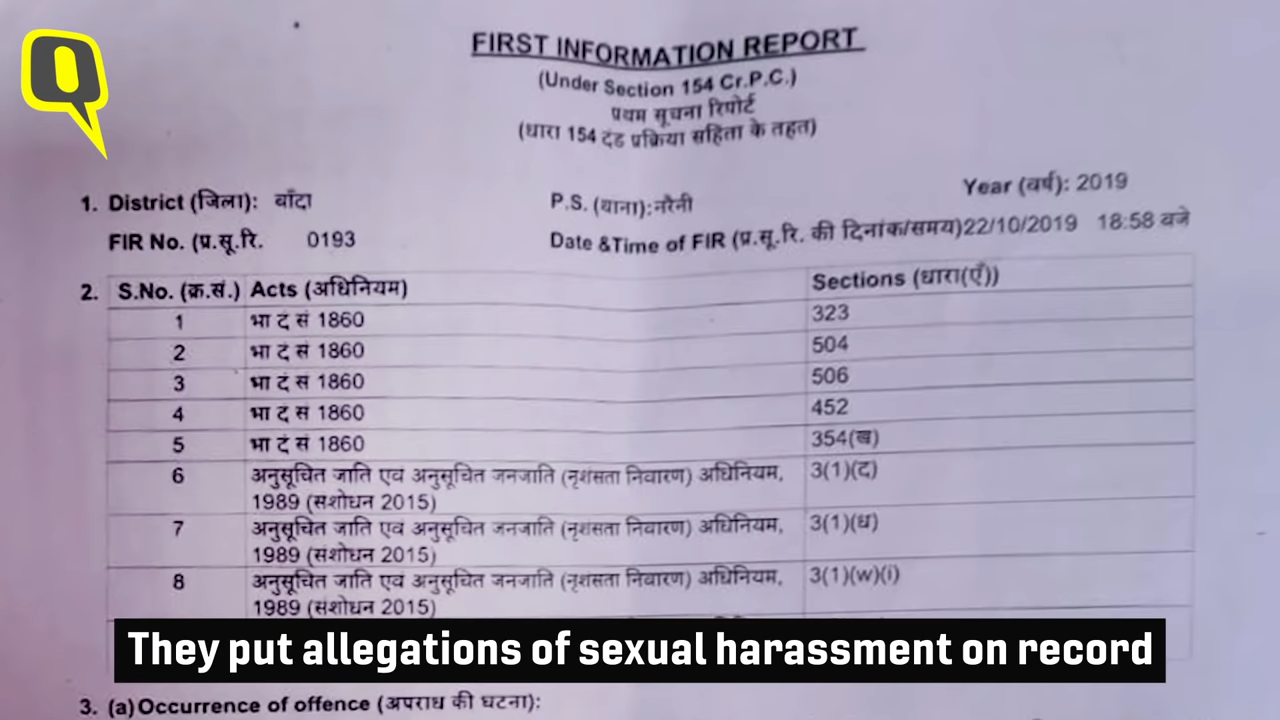 FIRST INFORMATION REPORT
(Under Section 154 Cr.P.C.)
प्रथम सूचना रिपोर्ट
(धारा 154 दंड प्रक्रिया सहिता के तहत)
1. District (जिला): बाँदा P.S. (थाना): नरैनी Year (वर्ष): 2019
FIR No. (प्र.सू.रि. 0193 Date &Time of FIR (प्र.सू.रि. की दिनांक/समय)22/10/2019 18:58 बजे
2. S.No. (क्र.सं.) Acts (अधिनियम) Sections (धारा(एँ))
1 भा दं सं 1860 323
2 भा दं सं 1860 504
3 भा दं सं 1860 506
4 भा दं सं 1860 452
5 भा दं सं 1860 354(ख)
6 अनुसूचित जाति एवं अनुसूचित जनजाति (नृशंसता निवारण) अधिनियम, 3(1)(द)
1989 (संशोधन 2015)
7 अनुसूचित जाति एवं अनुसूचित जनजाति (नृशंसता निवारण) अधिनियम, 3(1)(ध)
1989 (संशोधन 2015)
8 अनुसूचित जाति एवं अनुसूचित जनजाति (नृशंसता निवारण) अधिनियम, 3(1)(w)(i)
1989 (संशोधन 2015)
They put allegations of sexual harassment on record
3. (a) Occurrence of offence (अपराध की घटना):